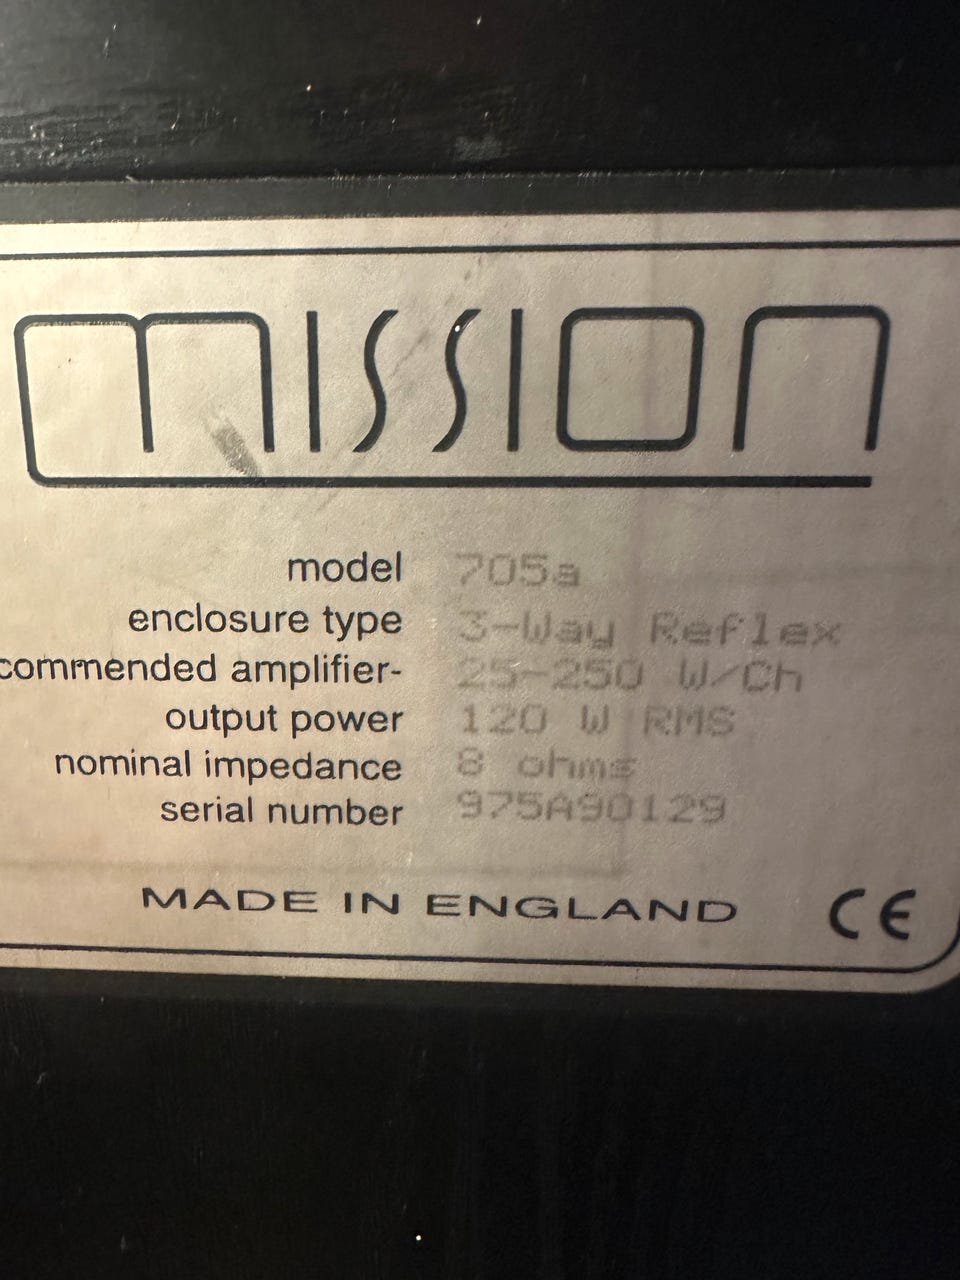 mission
model 705a
enclosure type 3-Way Reflex
commended amplifier- 25-250 W/Ch
output power 120 W RMS
nominal impedance 8 ohms
serial number 975A90129
MADE IN ENGLAND CE